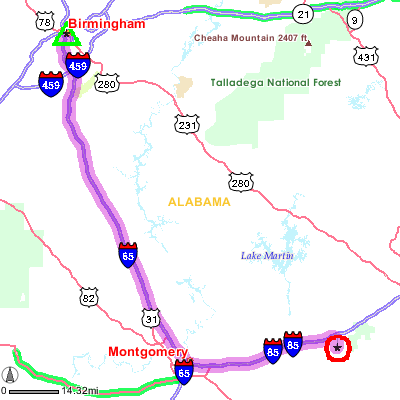 78
Birmingham
21
9
Cheaha Mountain 2407 ft
431
459
459
280
Talladega National Forest
231
280
ALABAMA
65
Lake Martin
82
31
Montgomery
85
85
65
0 14.32mi